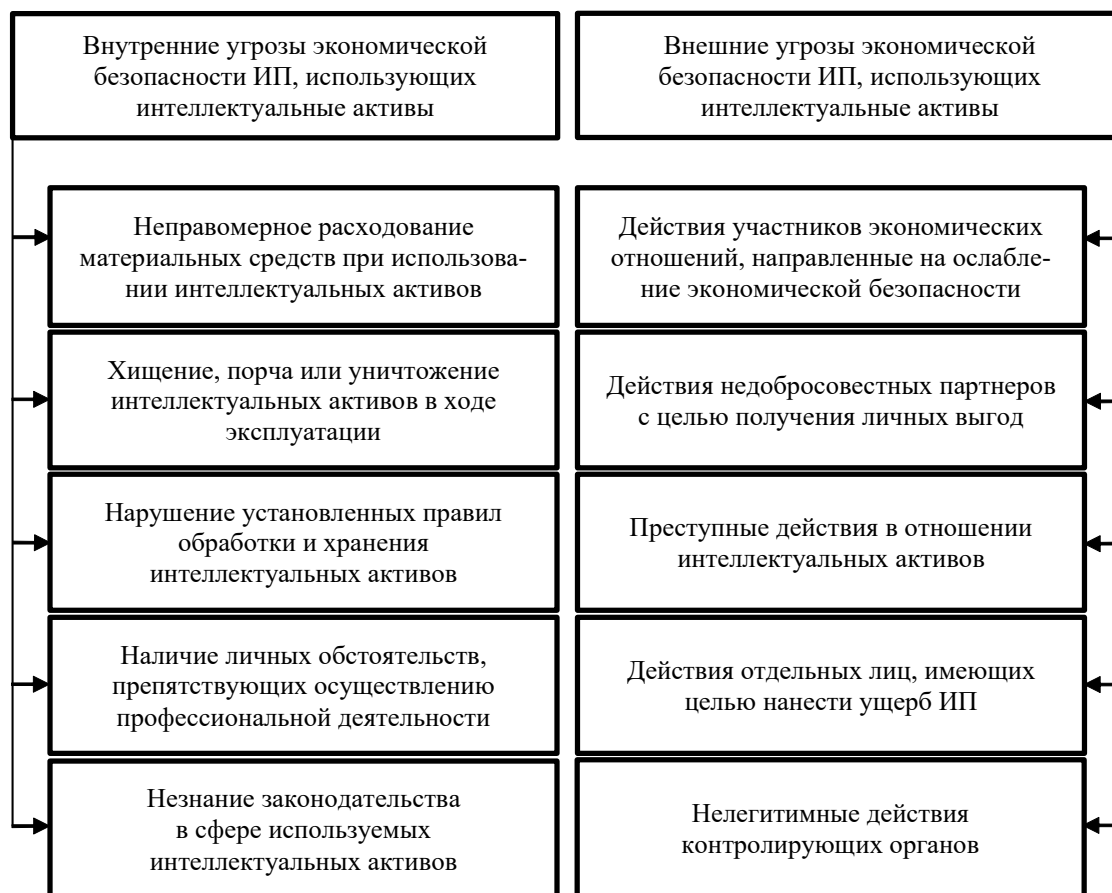 Внутренние угрозы экономической
безопасности ИП, использующих
интеллектуальные активы
Внешние угрозы экономической
безопасности ИП, использующих
интеллектуальные активы
Неправомерное расходование
материальных средств при использова-
нии интеллектуальных активов
Действия участников экономических
отношений, направленные на ослабле-
ние экономической безопасности
Хищение, порча или уничтожение
интеллектуальных активов в ходе
эксплуатации
Действия недобросовестных партнеров
с целью получения личных выгод
Нарушение установленных правил
обработки и хранения
интеллектуальных активов
Преступные действия в отношении
интеллектуальных активов
Наличие личных обстоятельств,
препятствующих осуществлению
профессиональной деятельности
Действия отдельных лиц, имеющих
целью нанести ущерб ИП
Незнание законодательства
в сфере используемых
интеллектуальных активов
Нелегитимные действия
контролирующих органов